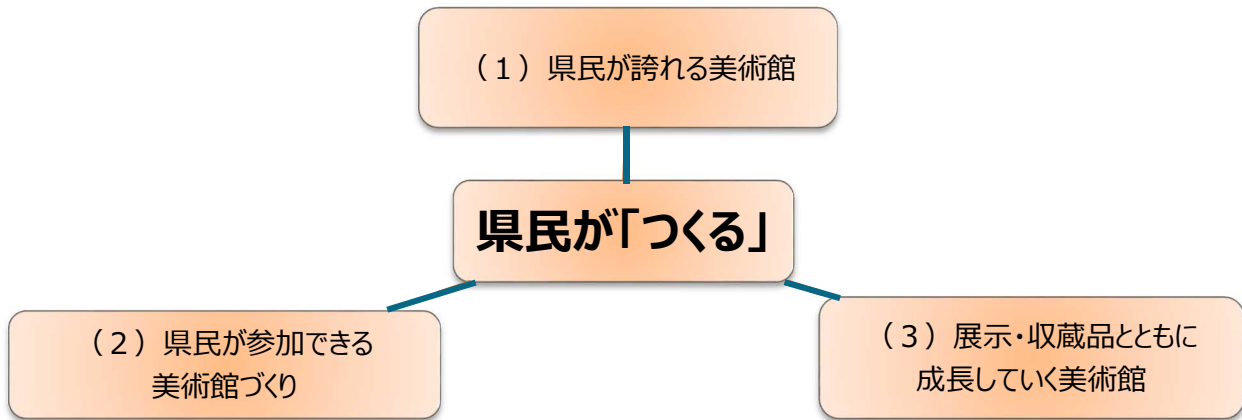 （１）県民が誇れる美術館
県民が「つくる」
（２）県民が参加できる
美術館づくり
（３）展示・収蔵品とともに
成長していく美術館